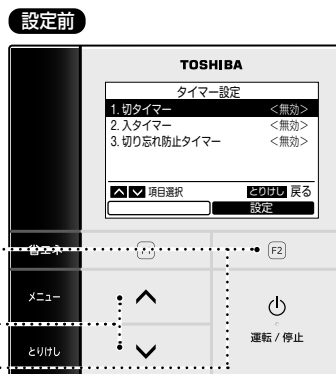 設定前
TOSHIBA
タイマー設定
1. 切タイマー <無効>
2. 入タイマー <無効>
3. 切り忘れ防止タイマー <無効>
項目選択 とりけし 戻る
設定
省エネ F1 F2
メニュー
運転 / 停止
とりけし